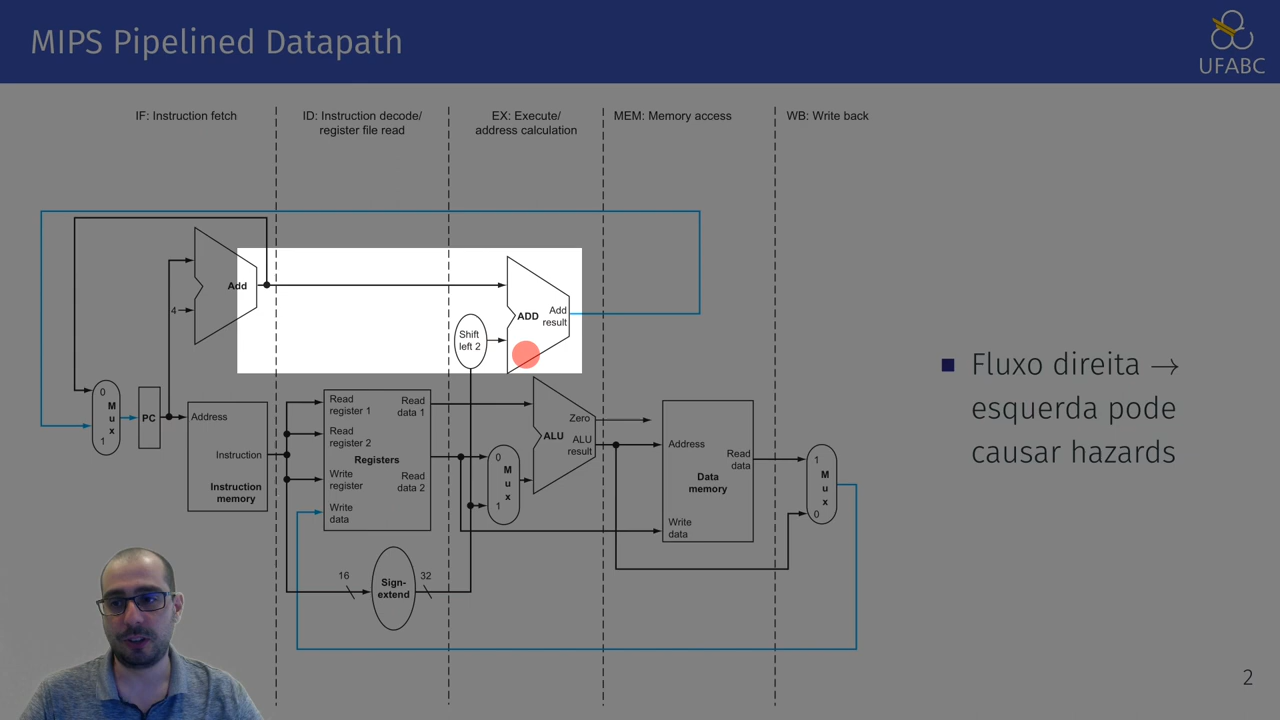 MIPS Pipelined Datapath
UFABC
IF: Instruction fetch
ID: Instruction decode/
register file read
EX: Execute/
address calculation
MEM: Memory access
WB: Write back
Add
4
ADD
Add
result
Shift
left 2
0
M
u
x
1
PC
Address
Instruction
Instruction
memory
Read
register 1
Read
register 2
Registers
Write
register
Write
data
Read
data 1
Read
data 2
16
Sign-
extend
32
0
M
u
x
1
Zero
ALU
ALU
result
Address
Read
data
Data
memory
Write
data
1
M
u
x
0
Fluxo direita →
esquerda pode
causar hazards
2